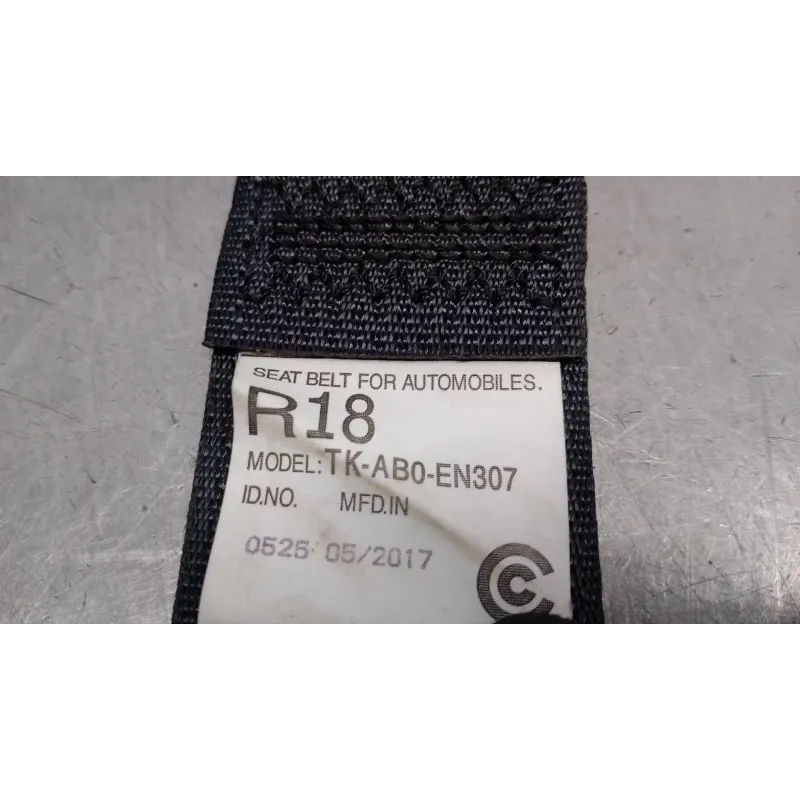 SEAT BELT FOR AUTOMOBILES.
R18
MODEL: TK-AB0-EN307
ID.NO. MFD.IN
0525 05/2017